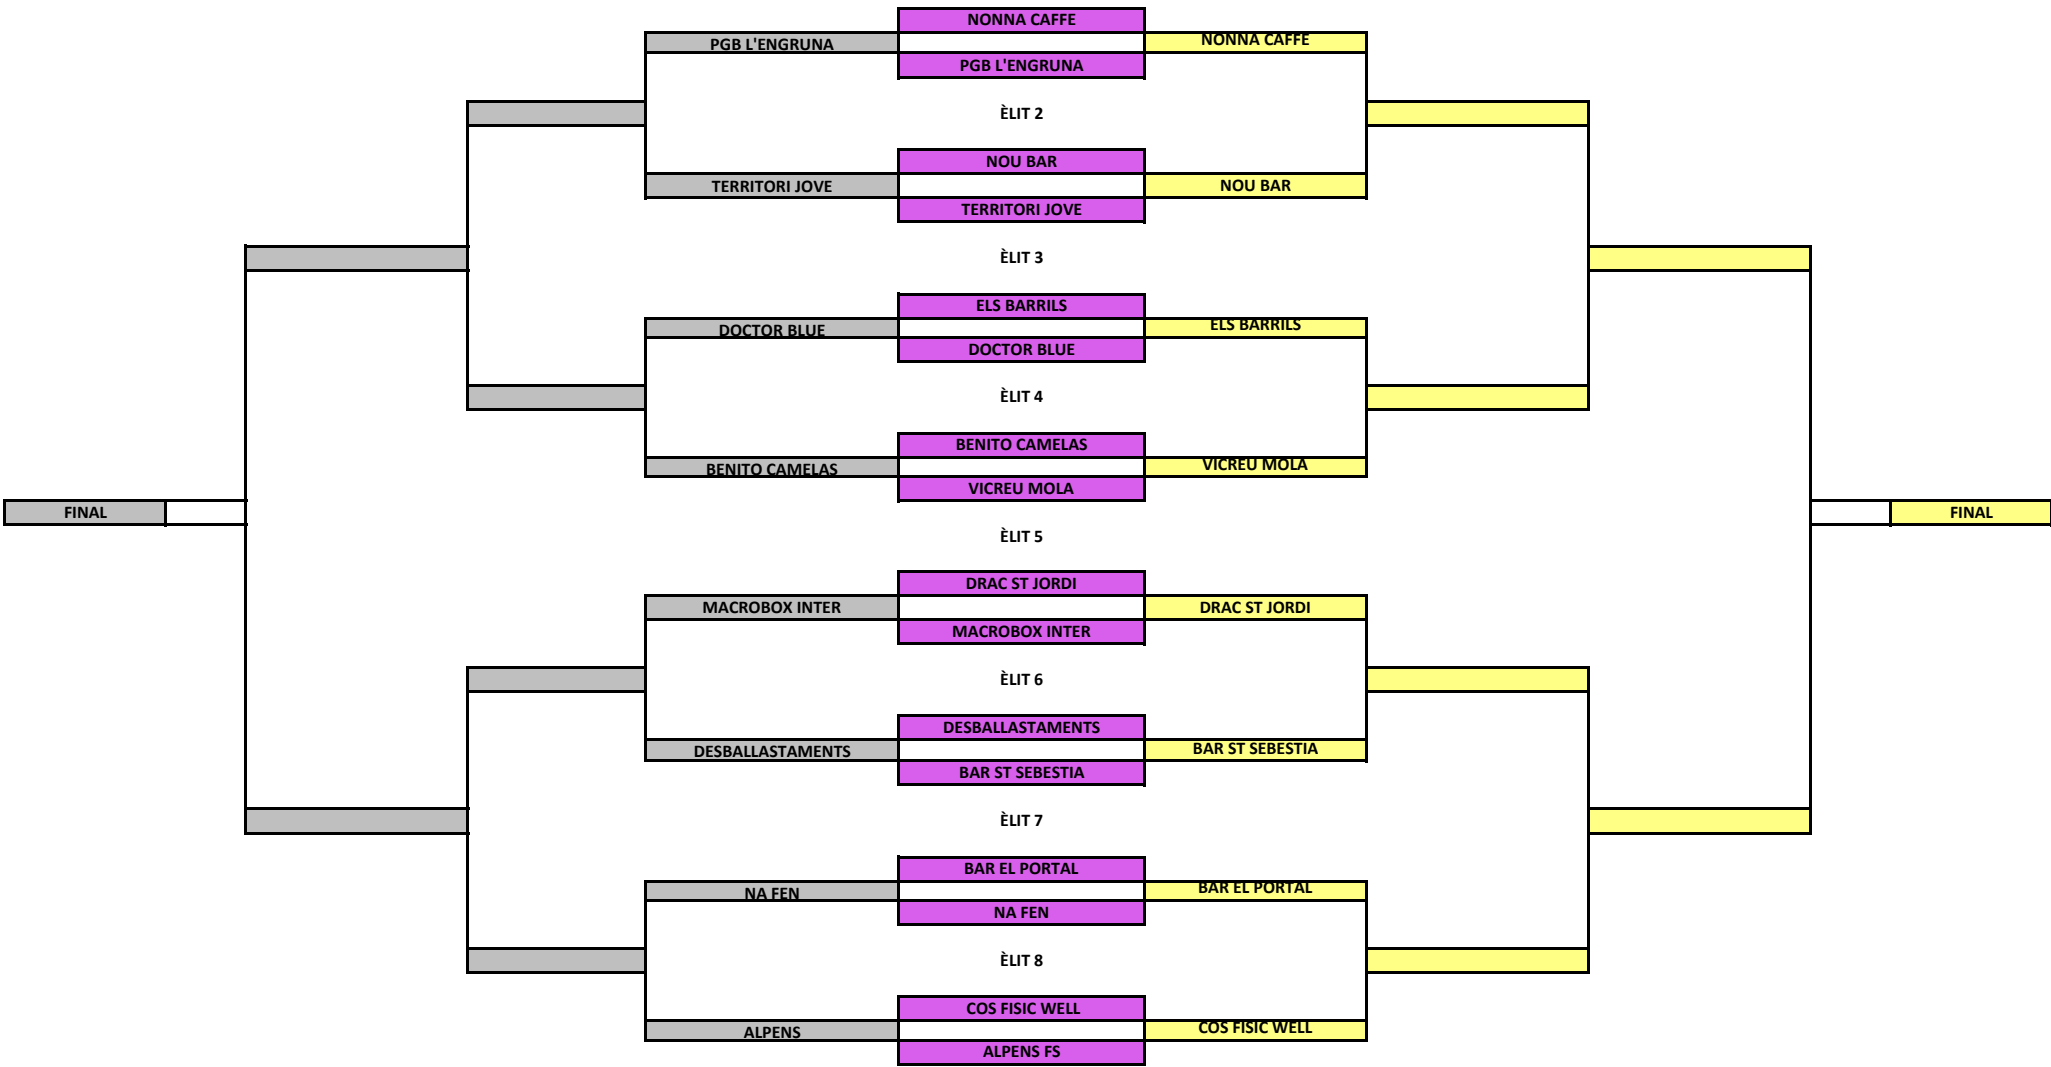 NONNA CAFFE
PGB L'ENGRUNA
NONNA CAFFE
PGB L'ENGRUNA
ÈLIT 2
NOU BAR
TERRITORI JOVE
NOU BAR
TERRITORI JOVE
ÈLIT 3
ELS BARRILS
DOCTOR BLUE
ELS BARRILS
DOCTOR BLUE
ÈLIT 4
BENITO CAMELAS
BENITO CAMELAS
VICREU MOLA
VICREU MOLA
FINAL
FINAL
ÈLIT 5
DRAC ST JORDI
MACROBOX INTER
DRAC ST JORDI
MACROBOX INTER
ÈLIT 6
DESBALLASTAMENTS
DESBALLASTAMENTS
BAR ST SEBESTIA
BAR ST SEBESTIA
ÈLIT 7
BAR EL PORTAL
NA FEN
BAR EL PORTAL
NA FEN
ÈLIT 8
COS FISIC WELL
ALPENS
COS FISIC WELL
ALPENS FS